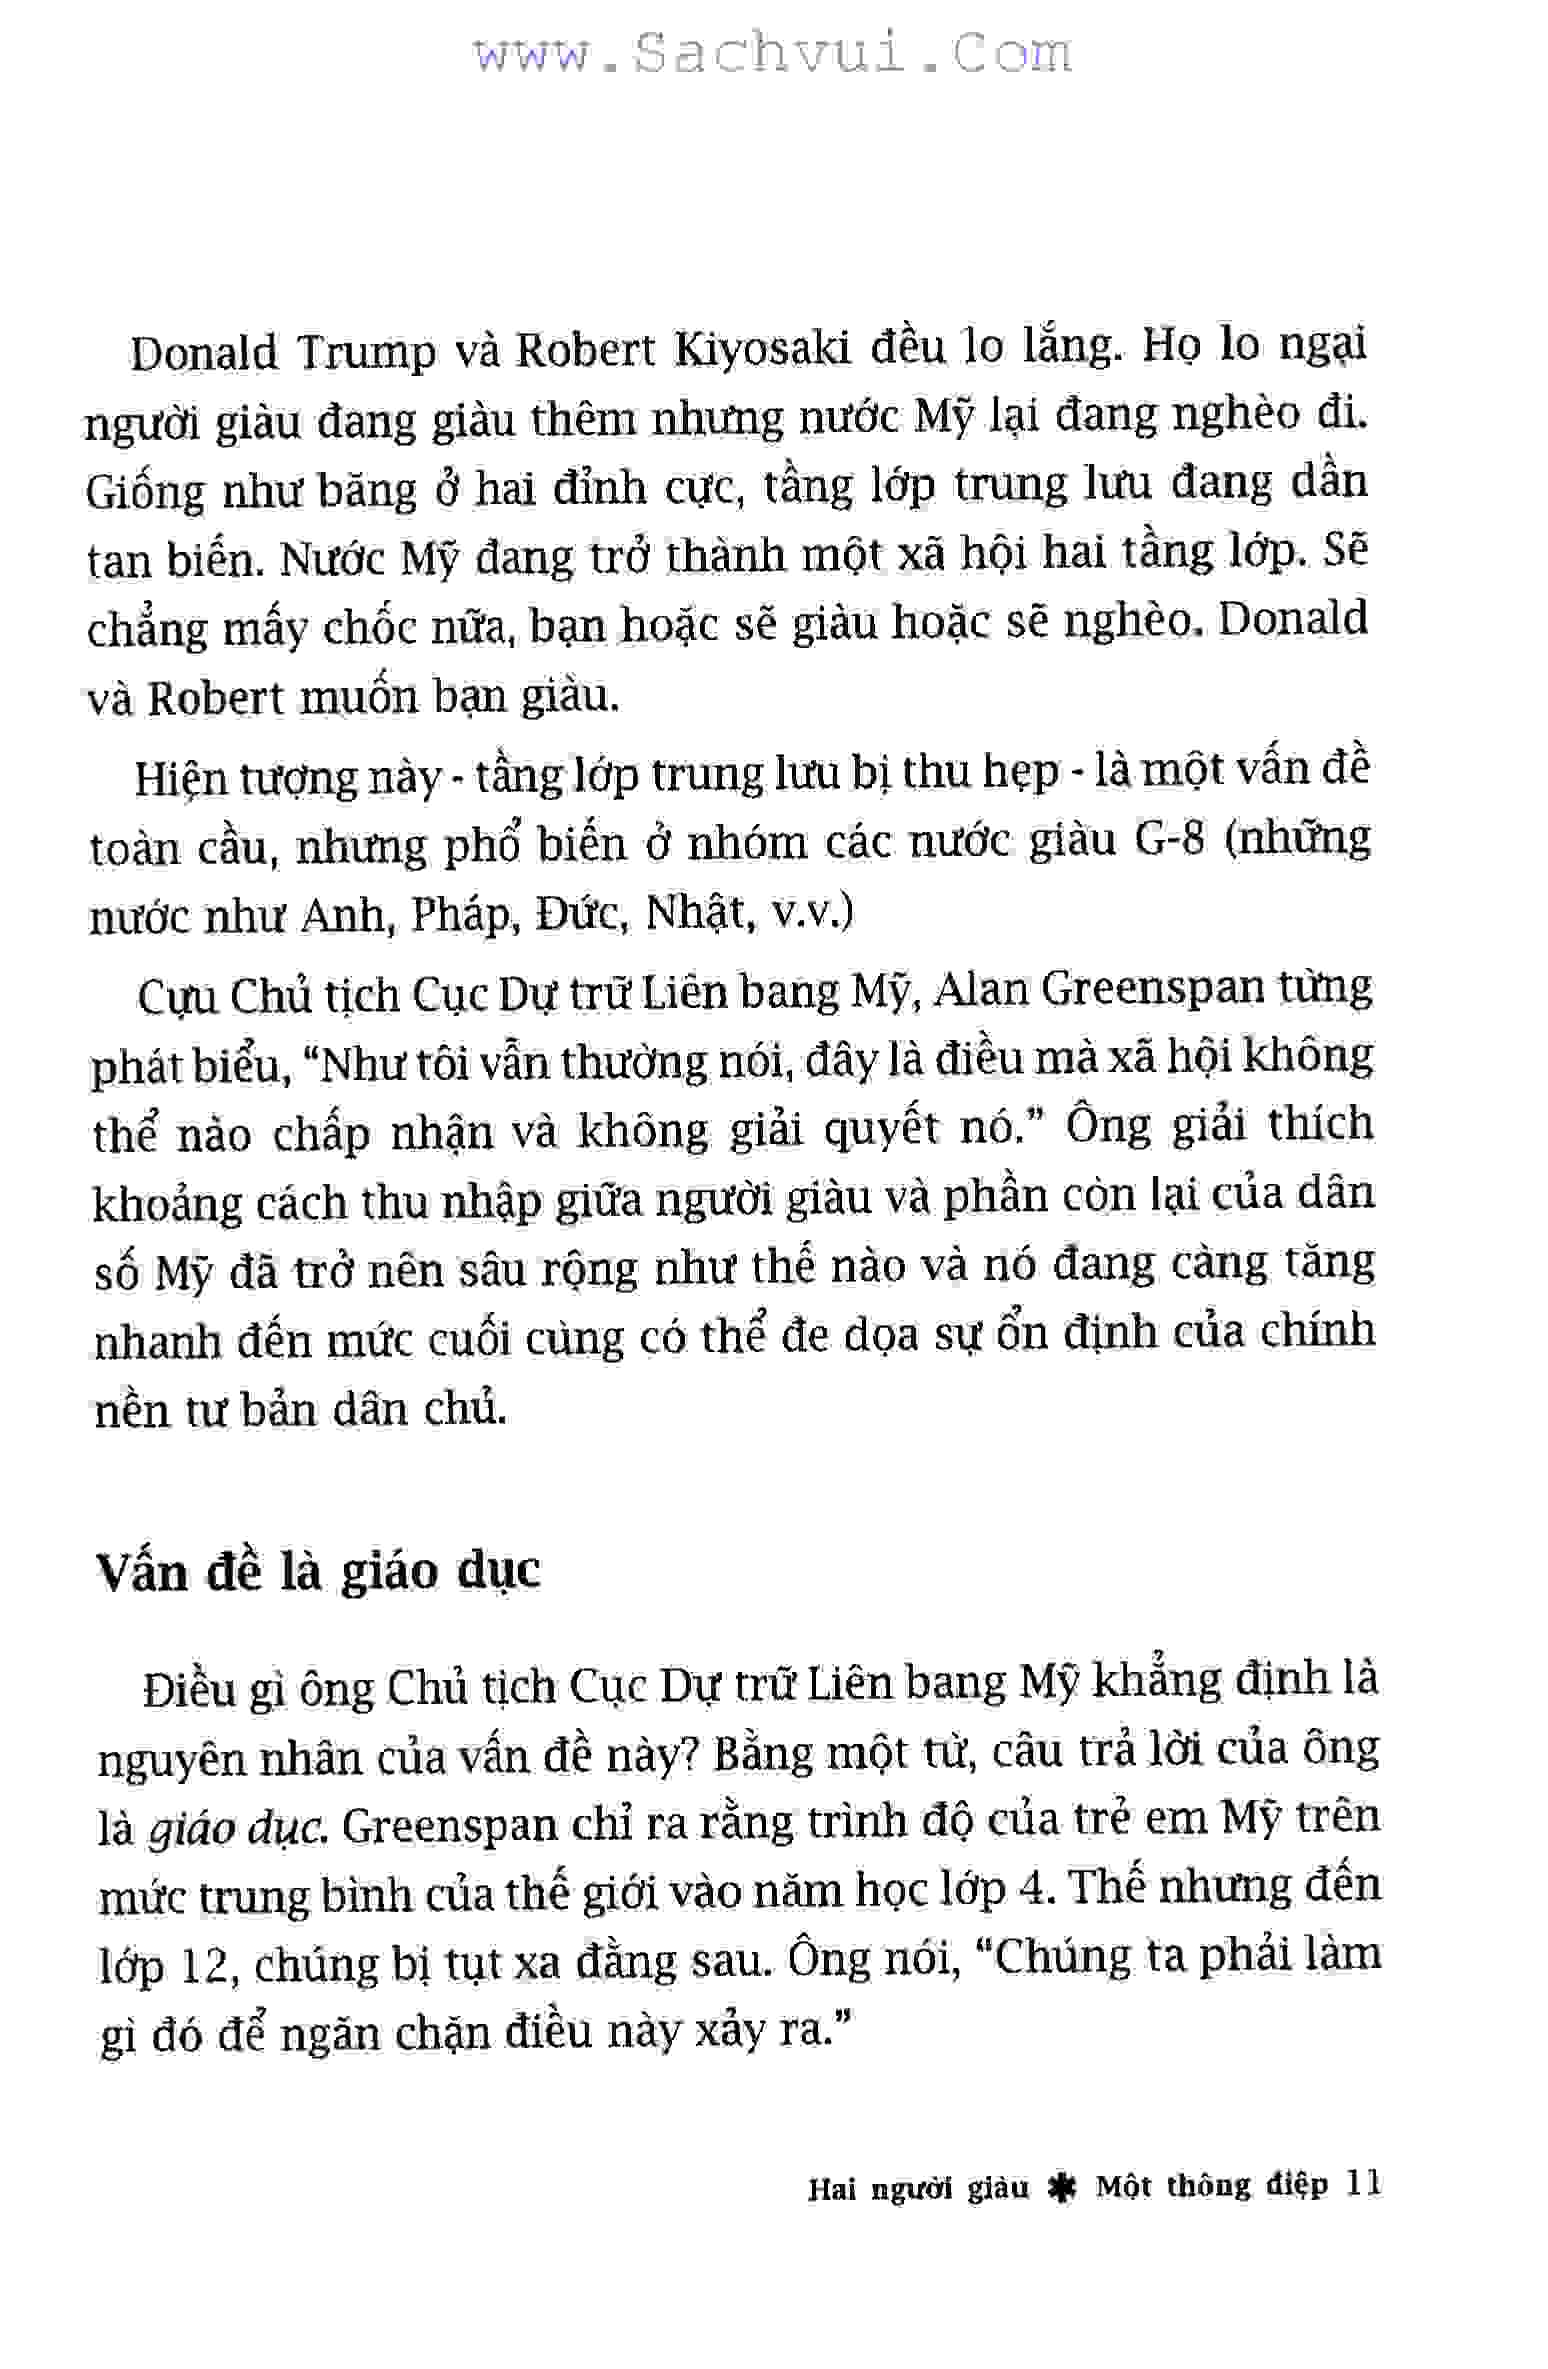 www.Sachvui.Com
Donald Trump và Robert Kiyosaki đều lo lắng. Họ lo ngại
người giàu đang giàu thêm nhưng nước Mỹ lại đang nghèo đi.
Giống như băng ở hai đỉnh cực, tầng lớp trung lưu đang dần
tan biến. Nước Mỹ đang trở thành một xã hội hai tầng lớp. Sẽ
chẳng mấy chốc nữa, bạn hoặc sẽ giàu hoặc sẽ nghèo. Donald
và Robert muốn bạn giàu.
Hiện tượng này - tầng lớp trung lưu bị thu hẹp - là một vấn đề
toàn cầu, nhưng phổ biến ở nhóm các nước giàu G-8 (những
nước như Anh, Pháp, Đức, Nhật, v.v.)
Cựu Chủ tịch Cục Dự trữ Liên bang Mỹ, Alan Greenspan từng
phát biểu, “Như tôi vẫn thường nói, đây là điều mà xã hội không
thể nào chấp nhận và không giải quyết nó.” Ông giải thích
khoảng cách thu nhập giữa người giàu và phần còn lại của dân
số Mỹ đã trở nên sâu rộng như thế nào và nó đang càng tăng
nhanh đến mức cuối cùng có thể đe dọa sự ổn định của chính
nền tư bản dân chủ.
Vấn đề là giáo dục
Điều gì ông Chủ tịch Cục Dự trữ Liên bang Mỹ khẳng định là
nguyên nhân của vấn đề này? Bằng một từ, câu trả lời của ông
là giáo dục. Greenspan chỉ ra rằng trình độ của trẻ em Mỹ trên
mức trung bình của thế giới vào năm học lớp 4. Thế nhưng đến
lớp 12, chúng bị tụt xa đằng sau. Ông nói, “Chúng ta phải làm
gì đó để ngăn chặn điều này xảy ra.”
Hai người giàu ✱ Một thông điệp 11